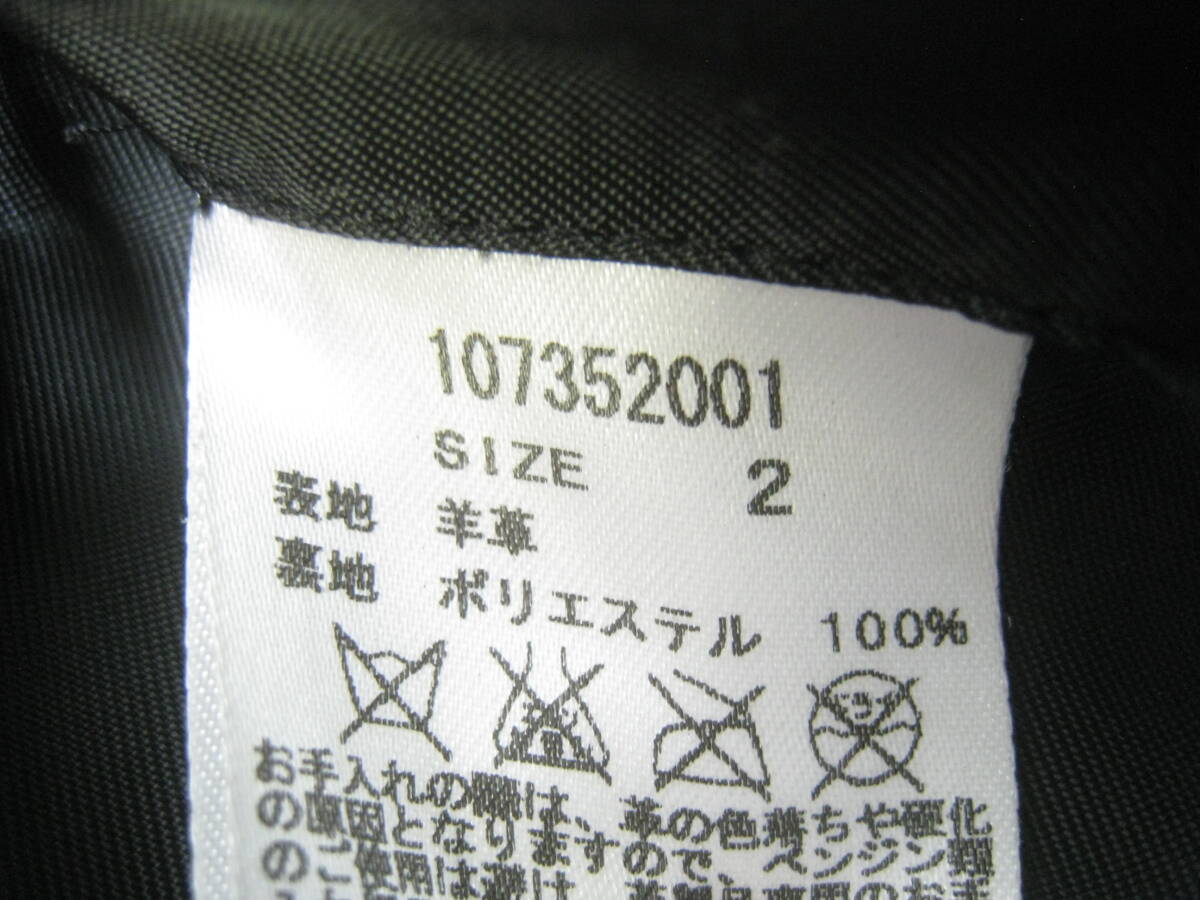 107352001
SIZE 2
表地 羊革
裏地 ポリエステル 100%
お手入れの際は、革の色落ちや硬化
の原因となりますので、ベンジン類
のご使用は避け